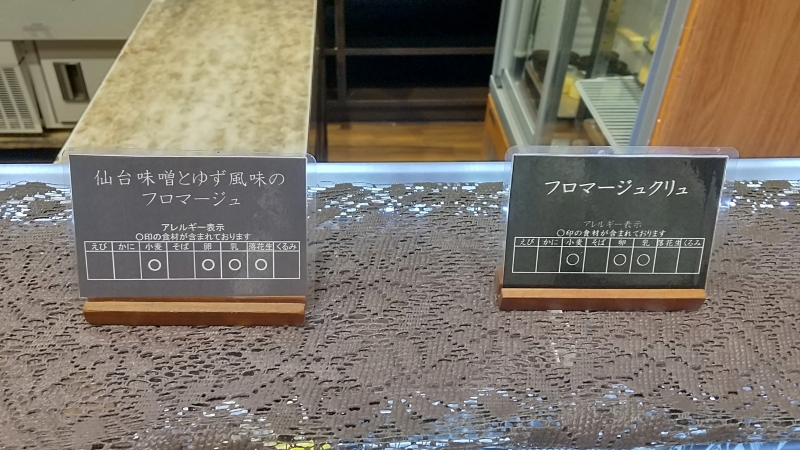 仙台味噌とゆず風味の
フロマージュ
アレルギー表示
〇印の食材が含まれております
えび かに 小麦 そば 卵 乳 落花生 くるみ
〇 〇 〇 〇
フロマージュクリュ
アレルギー表示
〇印の食材が含まれております
えび かに 小麦 そば 卵 乳 落花生 くるみ
〇 〇 〇